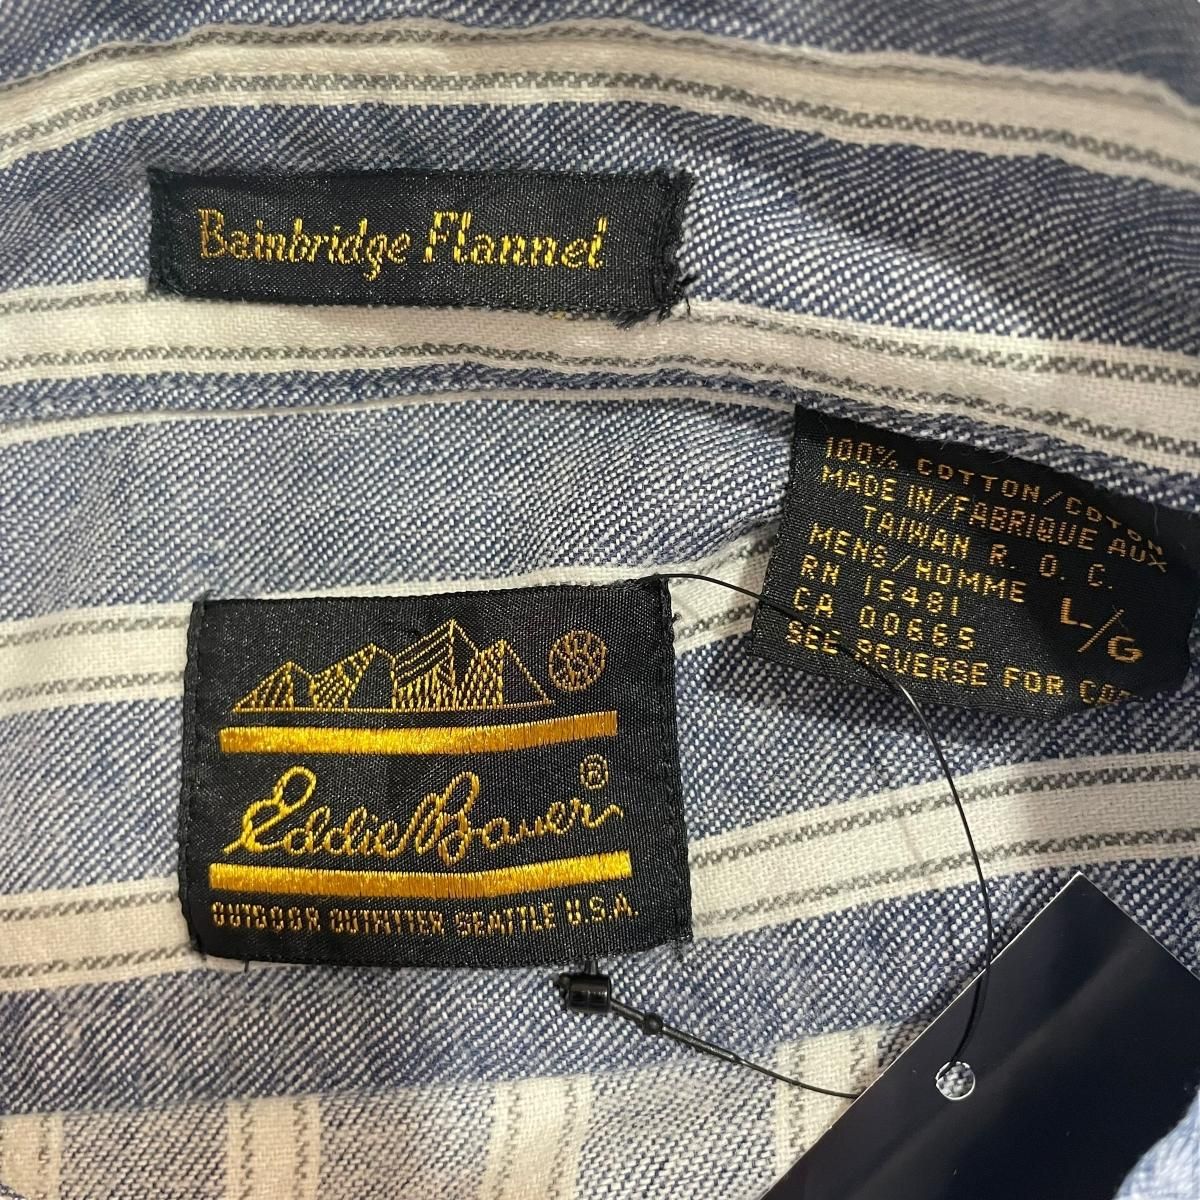 Bainbridge Flannel
100% COTTON/COTON
MADE IN/FABRIQUE AUX
TAIWAN R. O. C.
MENS/HOMME
RN 15481
CA 00665
L/G
SEE REVERSE FOR
Eddie Bauer ®
OUTDOOR OUTFITTER SEATTLE U.S.A.